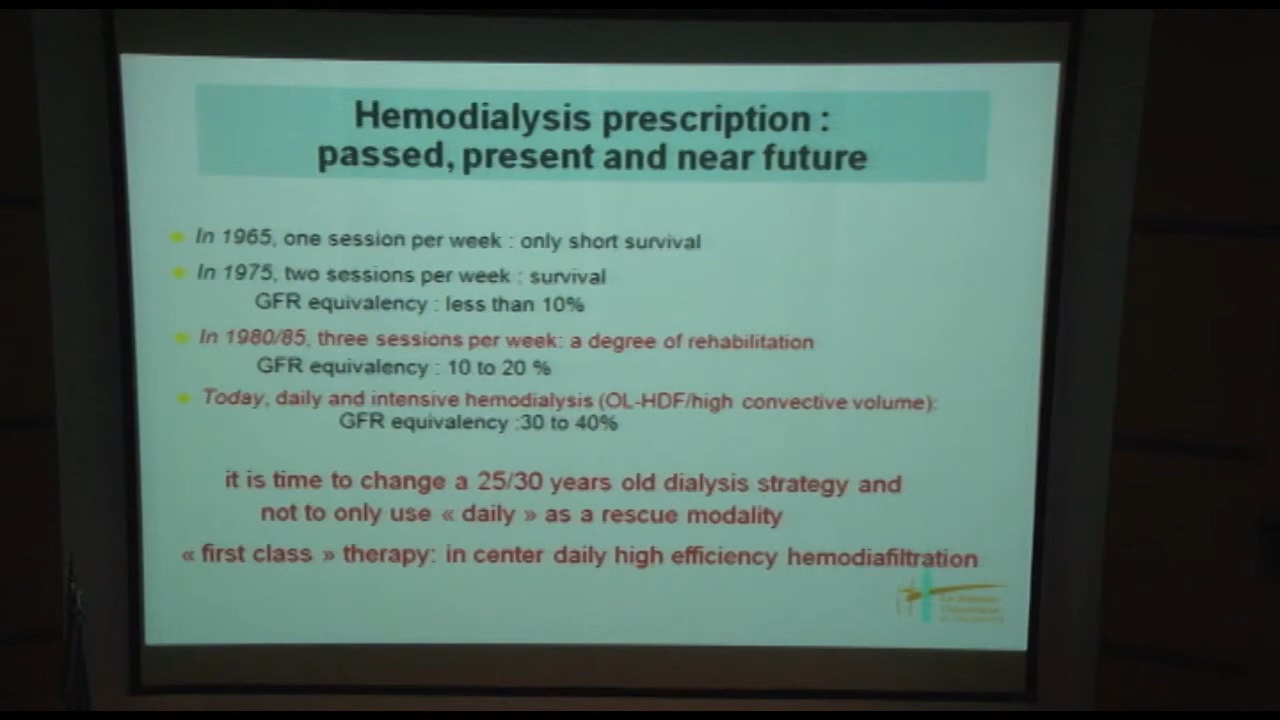 Hemodialysis prescription :
passed, present and near future
In 1965, one session per week : only short survival
In 1975, two sessions per week : survival
GFR equivalency : less than 10%
In 1980/85, three sessions per week: a degree of rehabilitation
GFR equivalency : 10 to 20 %
Today, daily and intensive hemodialysis (OL-HDF/high convective volume):
GFR equivalency :30 to 40%
it is time to change a 25/30 years old dialysis strategy and
not to only use « daily » as a rescue modality
« first class » therapy: in center daily high efficiency hemodiafiltration